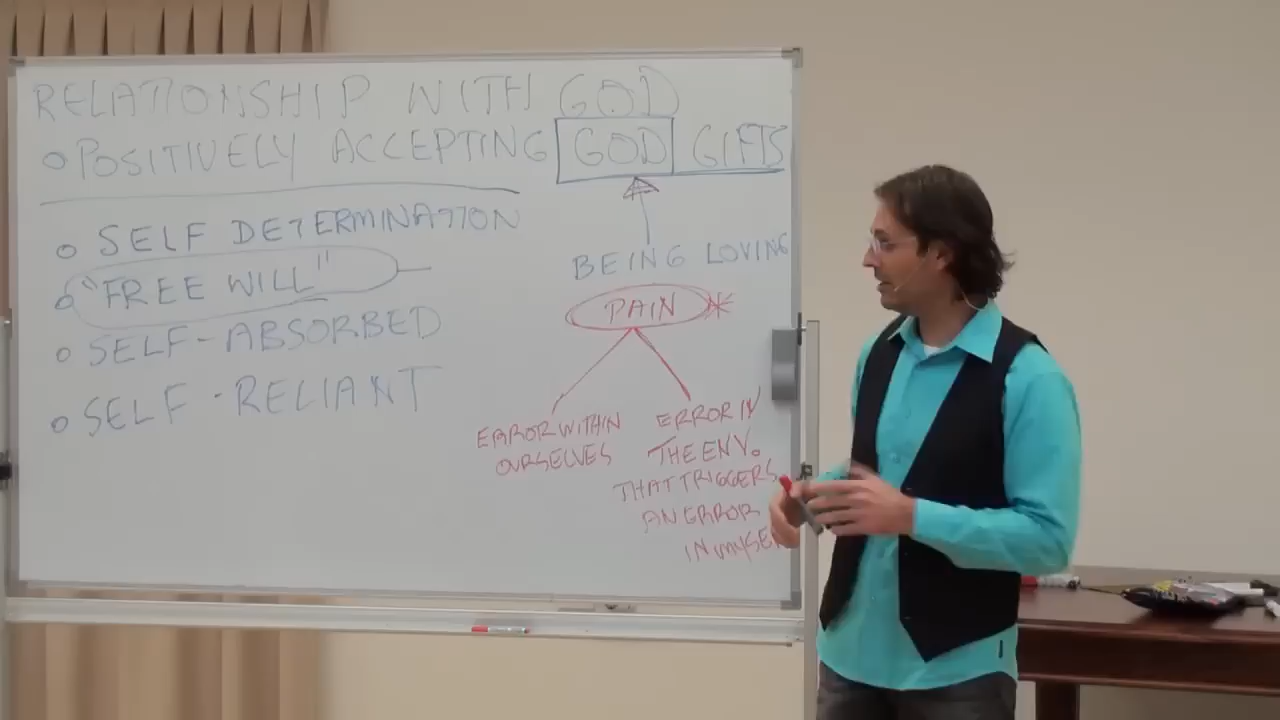 RELATIONSHIP WITH GOD
POSITIVELY ACCEPTING GOD GIFTS
SELF DETERMINATION
"FREE WILL"
SELF-ABSORBED
SELF-RELIANT
BEING LOVING
PAIN
ERROR WITHIN
OURSELVES
ERROR IN
THE ENV.
THAT TRIGGERS
AN ERROR
IN